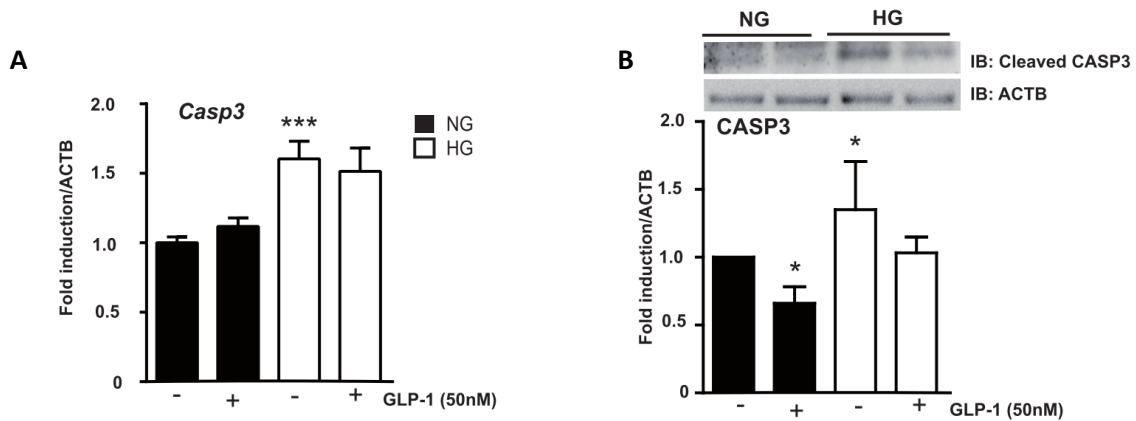 A
Casp3
***
NG
HG
Fold induction/ACTB
2.0
1.5
1.0
0.5
0
- + - + GLP-1 (50nM)
B
NG HG
IB: Cleaved CASP3
IB: ACTB
CASP3
*
*
Fold induction/ACTB
2.0
1.5
1.0
0.5
0
- + - + GLP-1 (50nM)